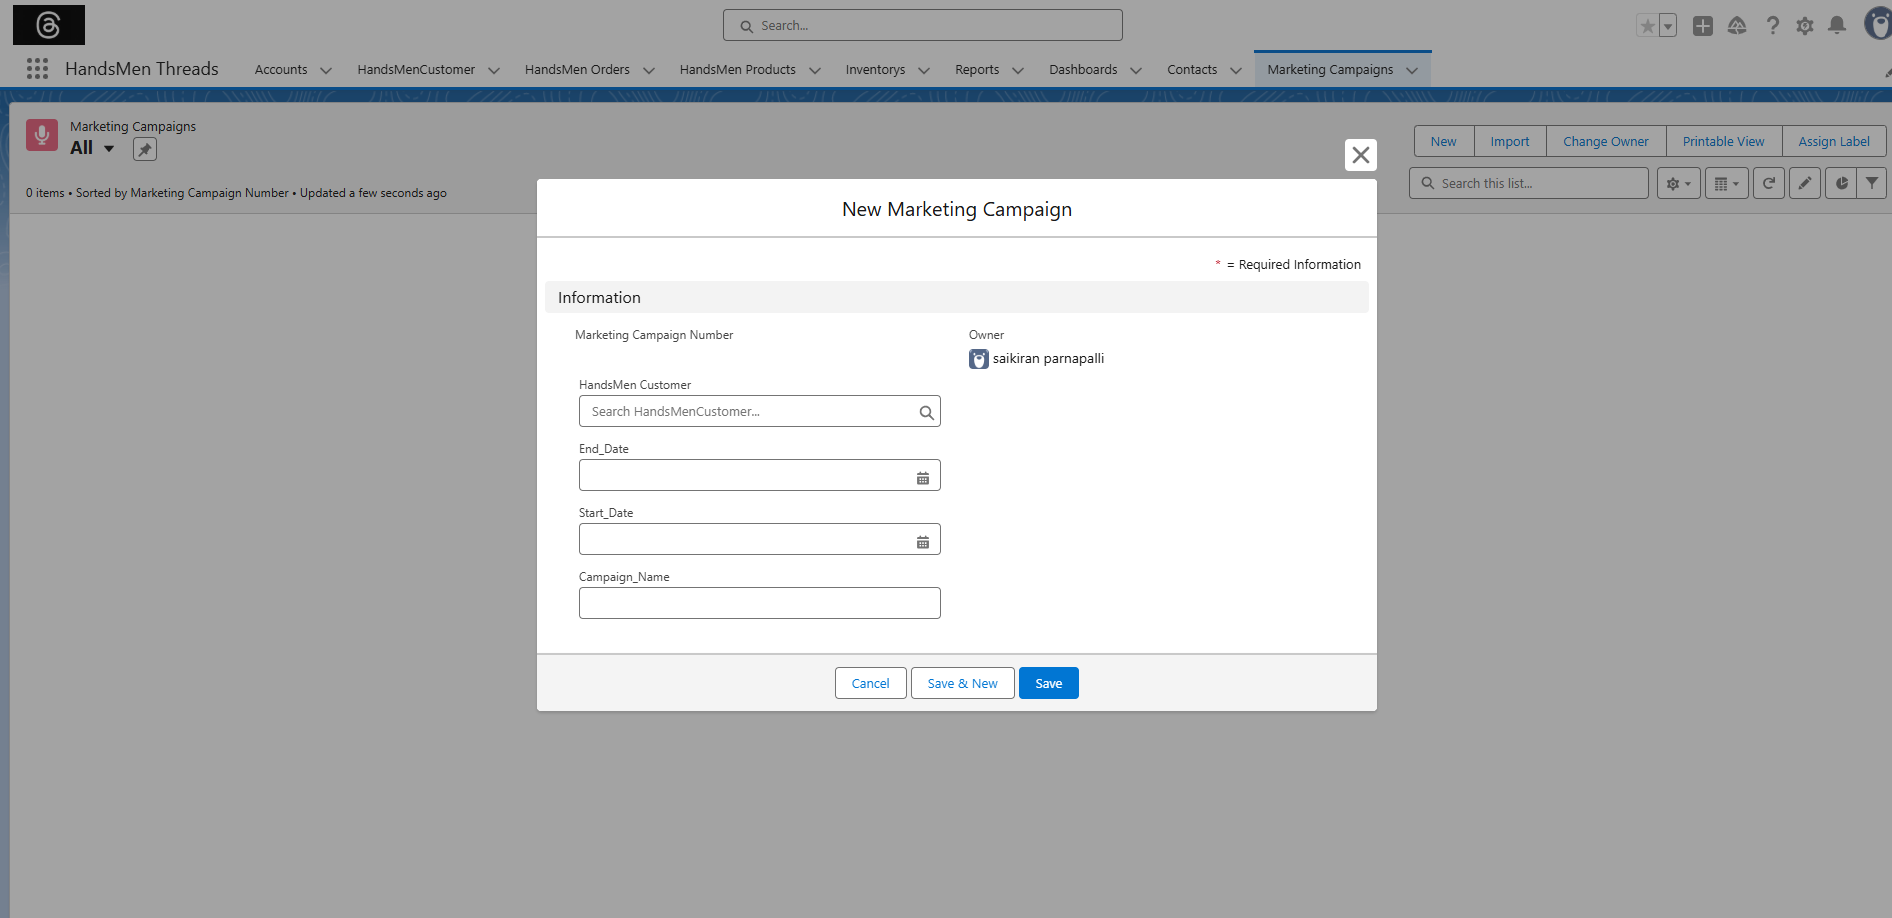 Search...
HandsMen Threads Accounts HandsMenCustomer HandsMen Orders HandsMen Products Inventorys Reports Dashboards Contacts Marketing Campaigns
Marketing Campaigns
All
New Import Change Owner Printable View Assign Label
0 items • Sorted by Marketing Campaign Number • Updated a few seconds ago
Search this list...
New Marketing Campaign
* = Required Information
Information
Marketing Campaign Number
Owner
saikiran parnapalli
HandsMen Customer
Search HandsMenCustomer...
End_Date
Start_Date
Campaign_Name
Cancel Save & New Save